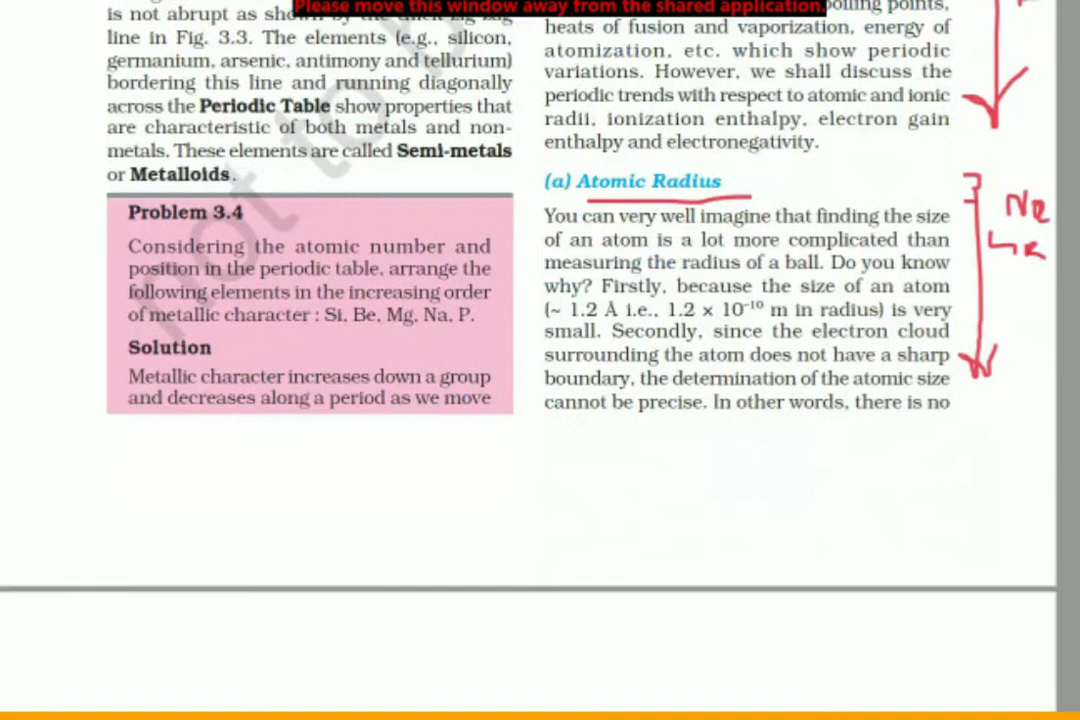 Please move this window away from the shared application.
is not abrupt as
line in Fig. 3.3. The elements (e.g., silicon,
germanium, arsenic, antimony and tellurium)
bordering this line and running diagonally
across the Periodic Table show properties that
are characteristic of both metals and non-
metals. These elements are called Semi-metals
or Metalloids.
Problem 3.4
Considering the atomic number and
position in the periodic table, arrange the
following elements in the increasing order
of metallic character : Si, Be, Mg, Na, P.
Solution
Metallic character increases down a group
and decreases along a period as we move
boiling points,
heats of fusion and vaporization, energy of
atomization, etc. which show periodic
variations. However, we shall discuss the
periodic trends with respect to atomic and ionic
radii, ionization enthalpy, electron gain
enthalpy and electronegativity.
(a) Atomic Radius
You can very well imagine that finding the size
of an atom is a lot more complicated than
measuring the radius of a ball. Do you know
why? Firstly, because the size of an atom
(~ 1.2 Å i.e., 1.2 × 10⁻¹⁰ m in radius) is very
small. Secondly, since the electron cloud
surrounding the atom does not have a sharp
boundary, the determination of the atomic size
cannot be precise. In other words, there is no
not to